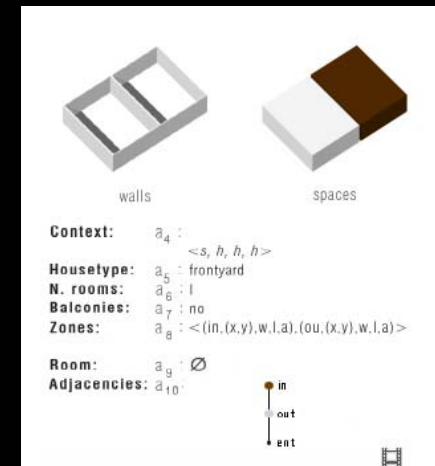 walls spaces
Context: a4 :
<s, h, h, h>
Housetype: a5 : frontyard
N. rooms: a6 : l
Balconies: a7 : no
Zones: a8 : <(in,(x,y),w,l,a),(ou,(x,y),w,l,a)>
Room: a9 : Ø
Adjacencies: a10:
in
out
ent